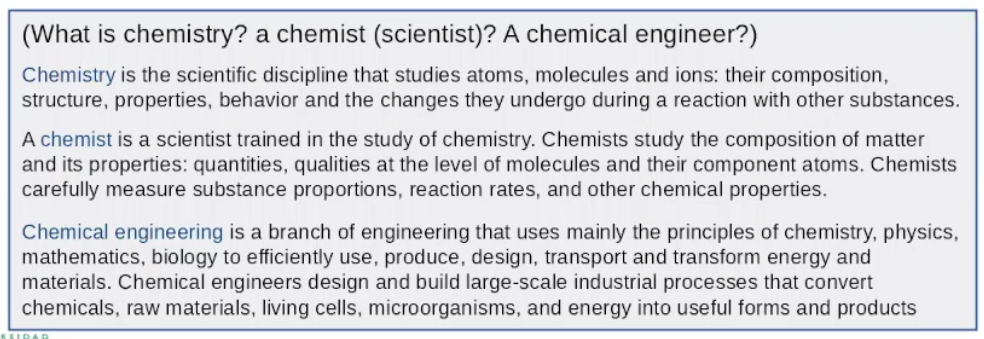 (What is chemistry? a chemist (scientist)? A chemical engineer?)
Chemistry is the scientific discipline that studies atoms, molecules and ions: their composition,
structure, properties, behavior and the changes they undergo during a reaction with other substances.
A chemist is a scientist trained in the study of chemistry. Chemists study the composition of matter
and its properties: quantities, qualities at the level of molecules and their component atoms. Chemists
carefully measure substance proportions, reaction rates, and other chemical properties.
Chemical engineering is a branch of engineering that uses mainly the principles of chemistry, physics,
mathematics, biology to efficiently use, produce, design, transport and transform energy and
materials. Chemical engineers design and build large-scale industrial processes that convert
chemicals, raw materials, living cells, microorganisms, and energy into useful forms and products